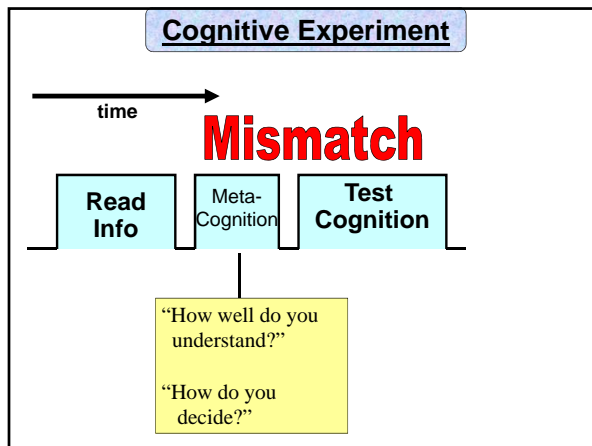 Cognitive Experiment
time
Mismatch
Read
Info
Meta-
Cognition
Test
Cognition
“How well do you
understand?”
“How do you
decide?”